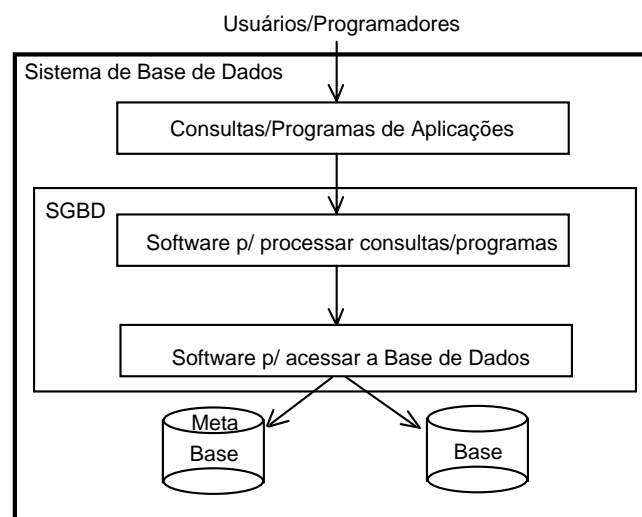 Usuários/Programadores
Sistema de Base de Dados
Consultas/Programas de Aplicações
SGBD
Software p/ processar consultas/programas
Software p/ acessar a Base de Dados
Meta
Base
Base